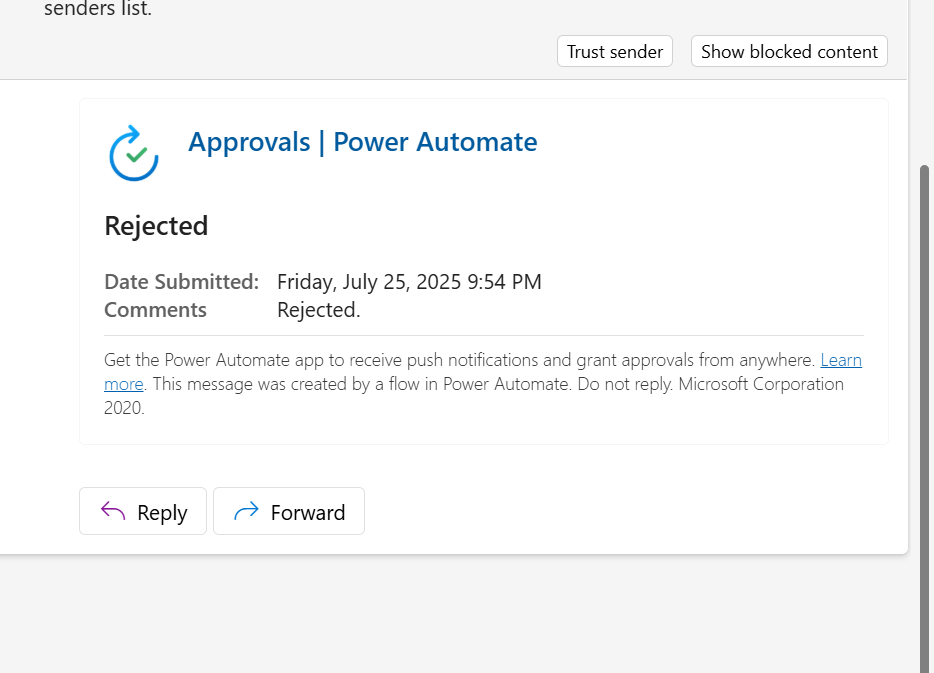 senders list.
Trust sender
Show blocked content
Approvals | Power Automate
Rejected
Date Submitted: Friday, July 25, 2025 9:54 PM
Comments Rejected.
Get the Power Automate app to receive push notifications and grant approvals from anywhere. Learn
more. This message was created by a flow in Power Automate. Do not reply. Microsoft Corporation
2020.
Reply
Forward